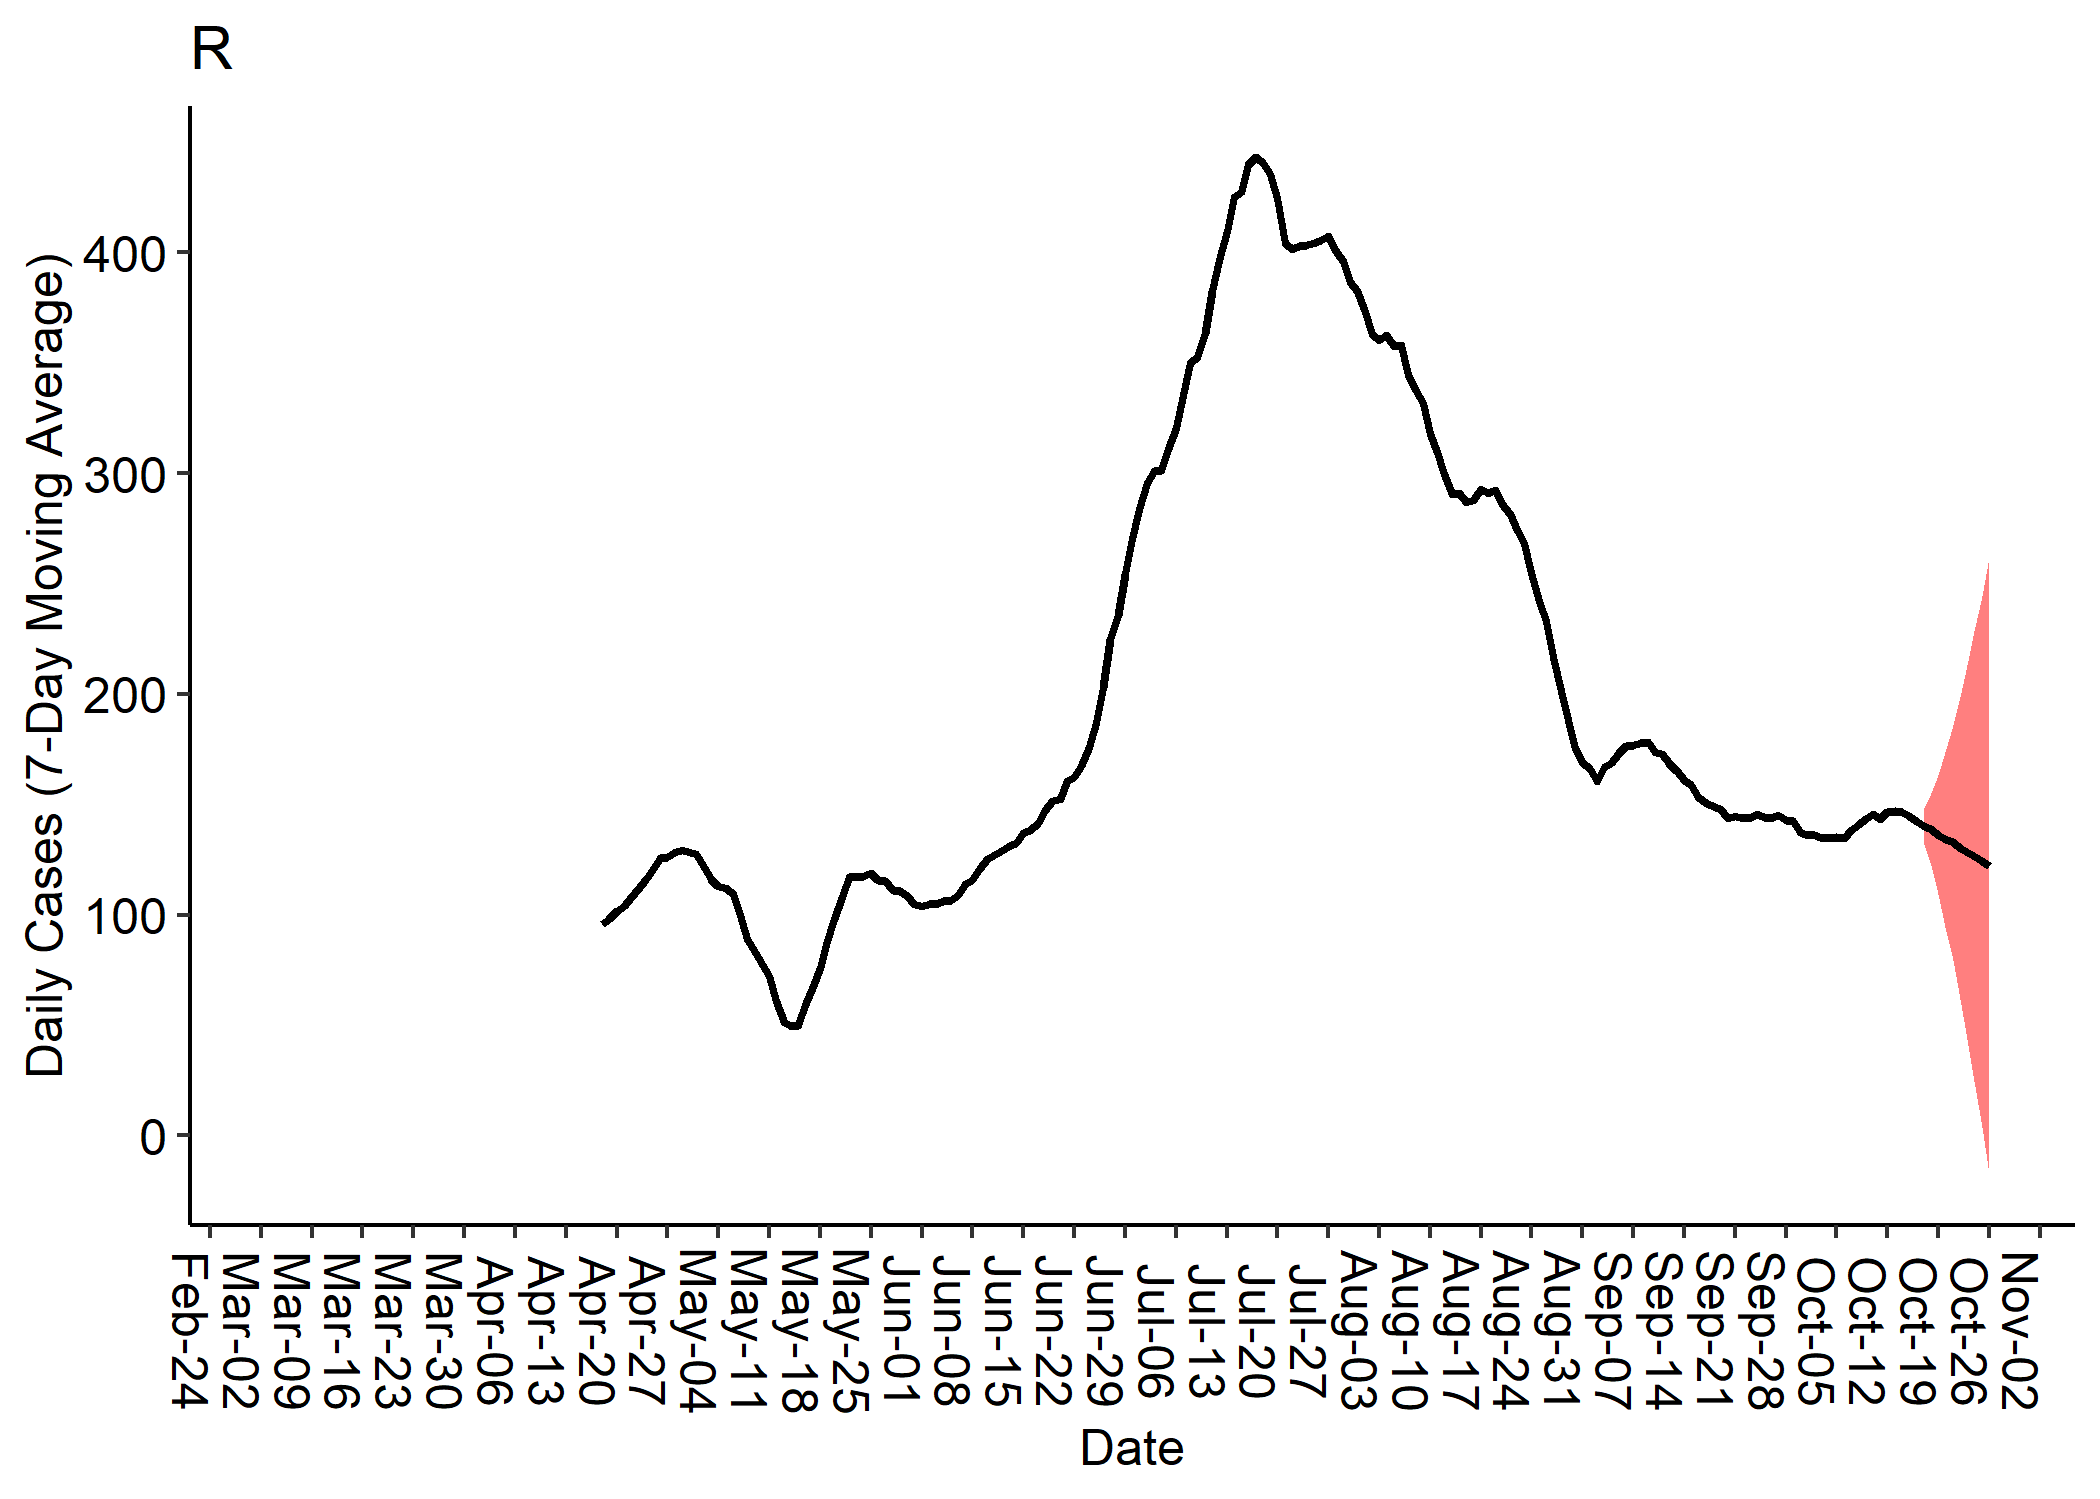 R
Daily Cases (7-Day Moving Average)
400
300
200
100
0
Feb-24
Mar-02
Mar-09
Mar-16
Mar-23
Mar-30
Apr-06
Apr-13
Apr-20
Apr-27
May-04
May-11
May-18
May-25
Jun-01
Jun-08
Jun-15
Jun-22
Jun-29
Jul-06
Jul-13
Jul-20
Jul-27
Aug-03
Aug-10
Aug-17
Aug-24
Aug-31
Sep-07
Sep-14
Sep-21
Sep-28
Oct-05
Oct-12
Oct-19
Oct-26
Nov-02
Date